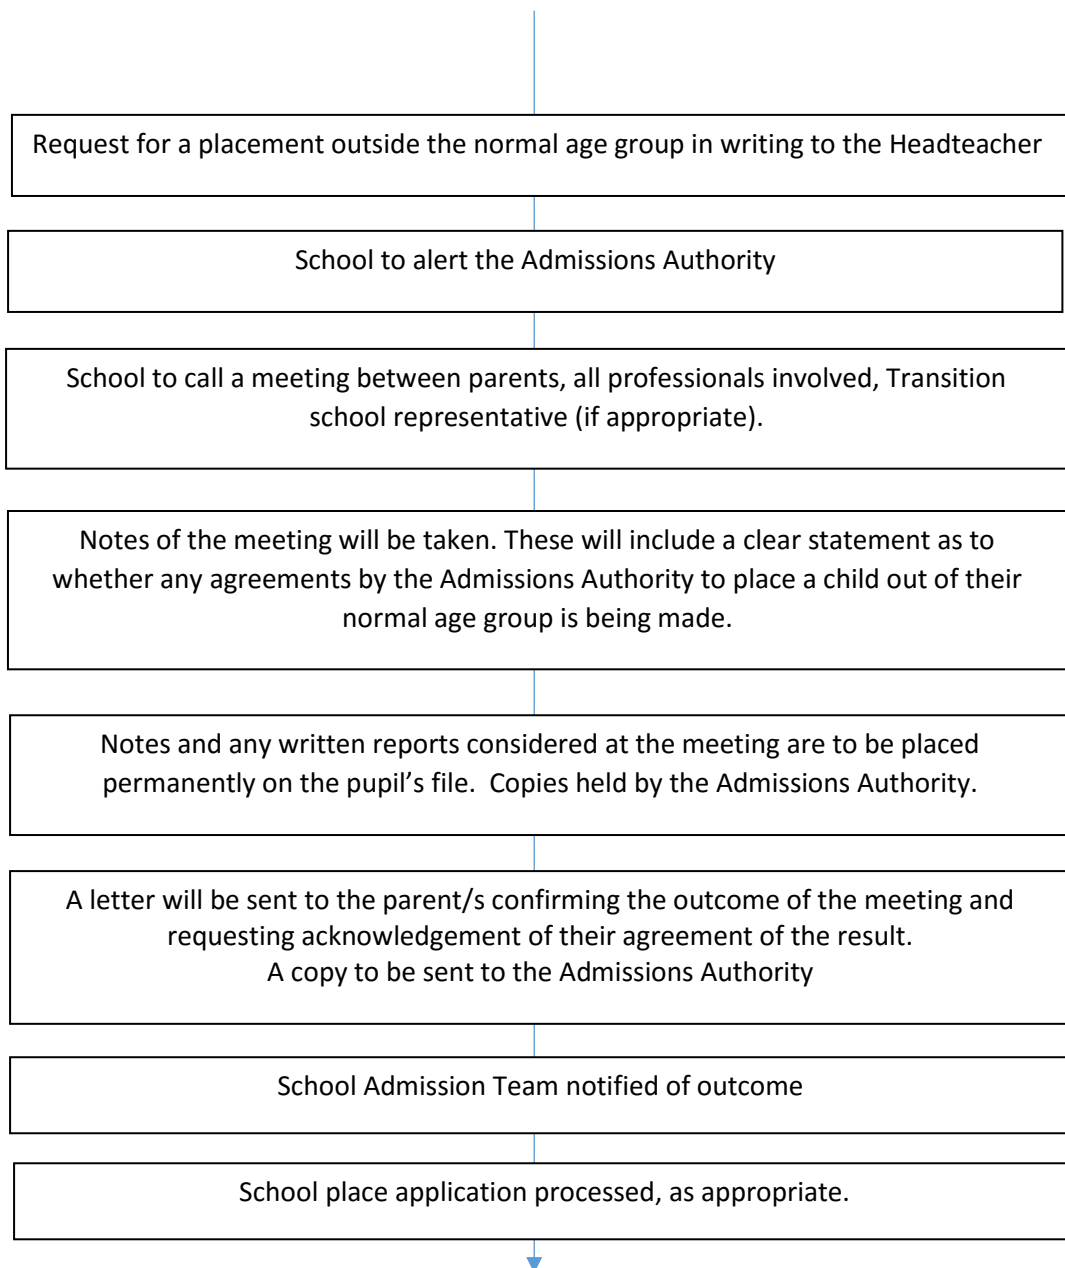 Request for a placement outside the normal age group in writing to the Headteacher
School to alert the Admissions Authority
School to call a meeting between parents, all professionals involved, Transition
school representative (if appropriate).
Notes of the meeting will be taken. These will include a clear statement as to
whether any agreements by the Admissions Authority to place a child out of their
normal age group is being made.
Notes and any written reports considered at the meeting are to be placed
permanently on the pupil’s file.  Copies held by the Admissions Authority.
A letter will be sent to the parent/s confirming the outcome of the meeting and
requesting acknowledgement of their agreement of the result.
A copy to be sent to the Admissions Authority
School Admission Team notified of outcome
School place application processed, as appropriate.